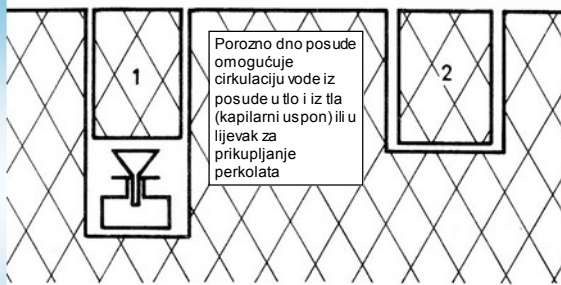 1
Porozno dno posude
omogućuje
cirkulaciju vode iz
posude u tlo i iz tla
(kapilarni uspon) ili u
lijevak za
prikupljanje
perkolata
2